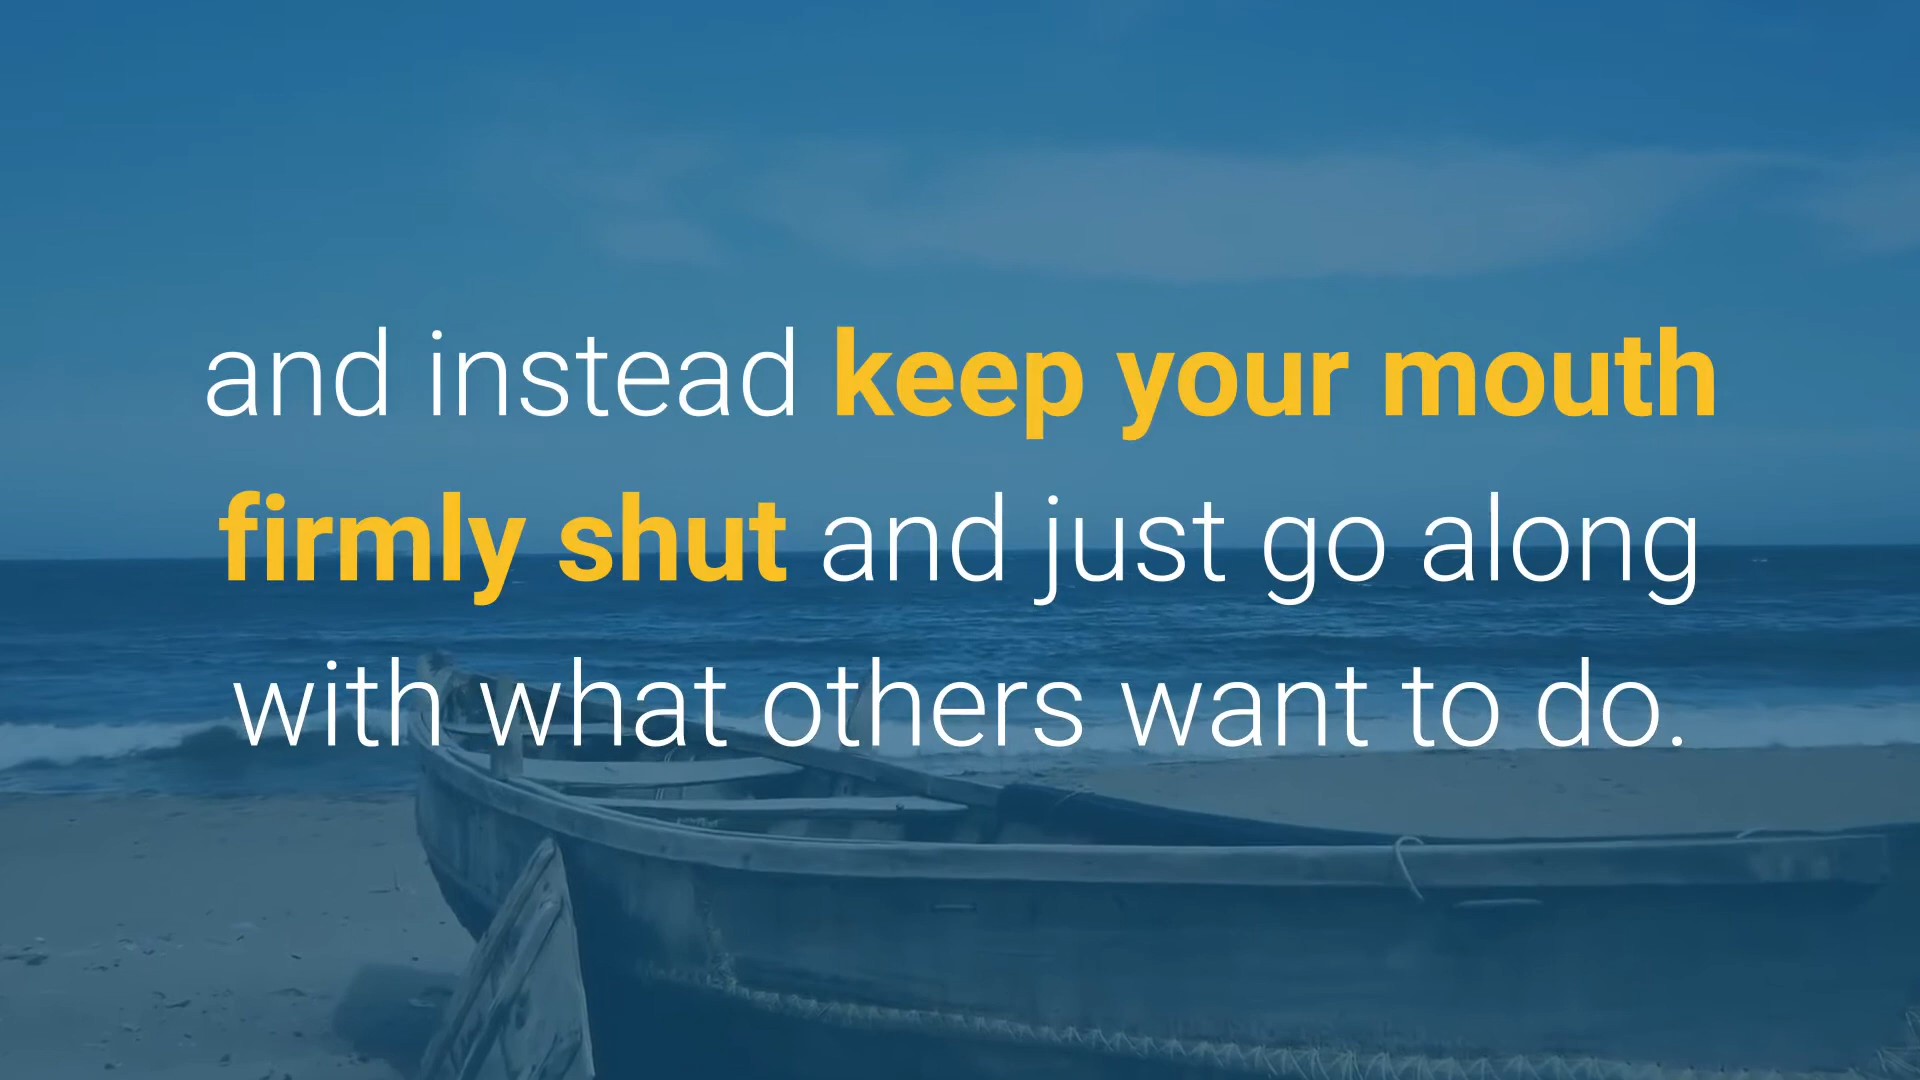 and instead keep your mouth
firmly shut and just go along
with what others want to do.